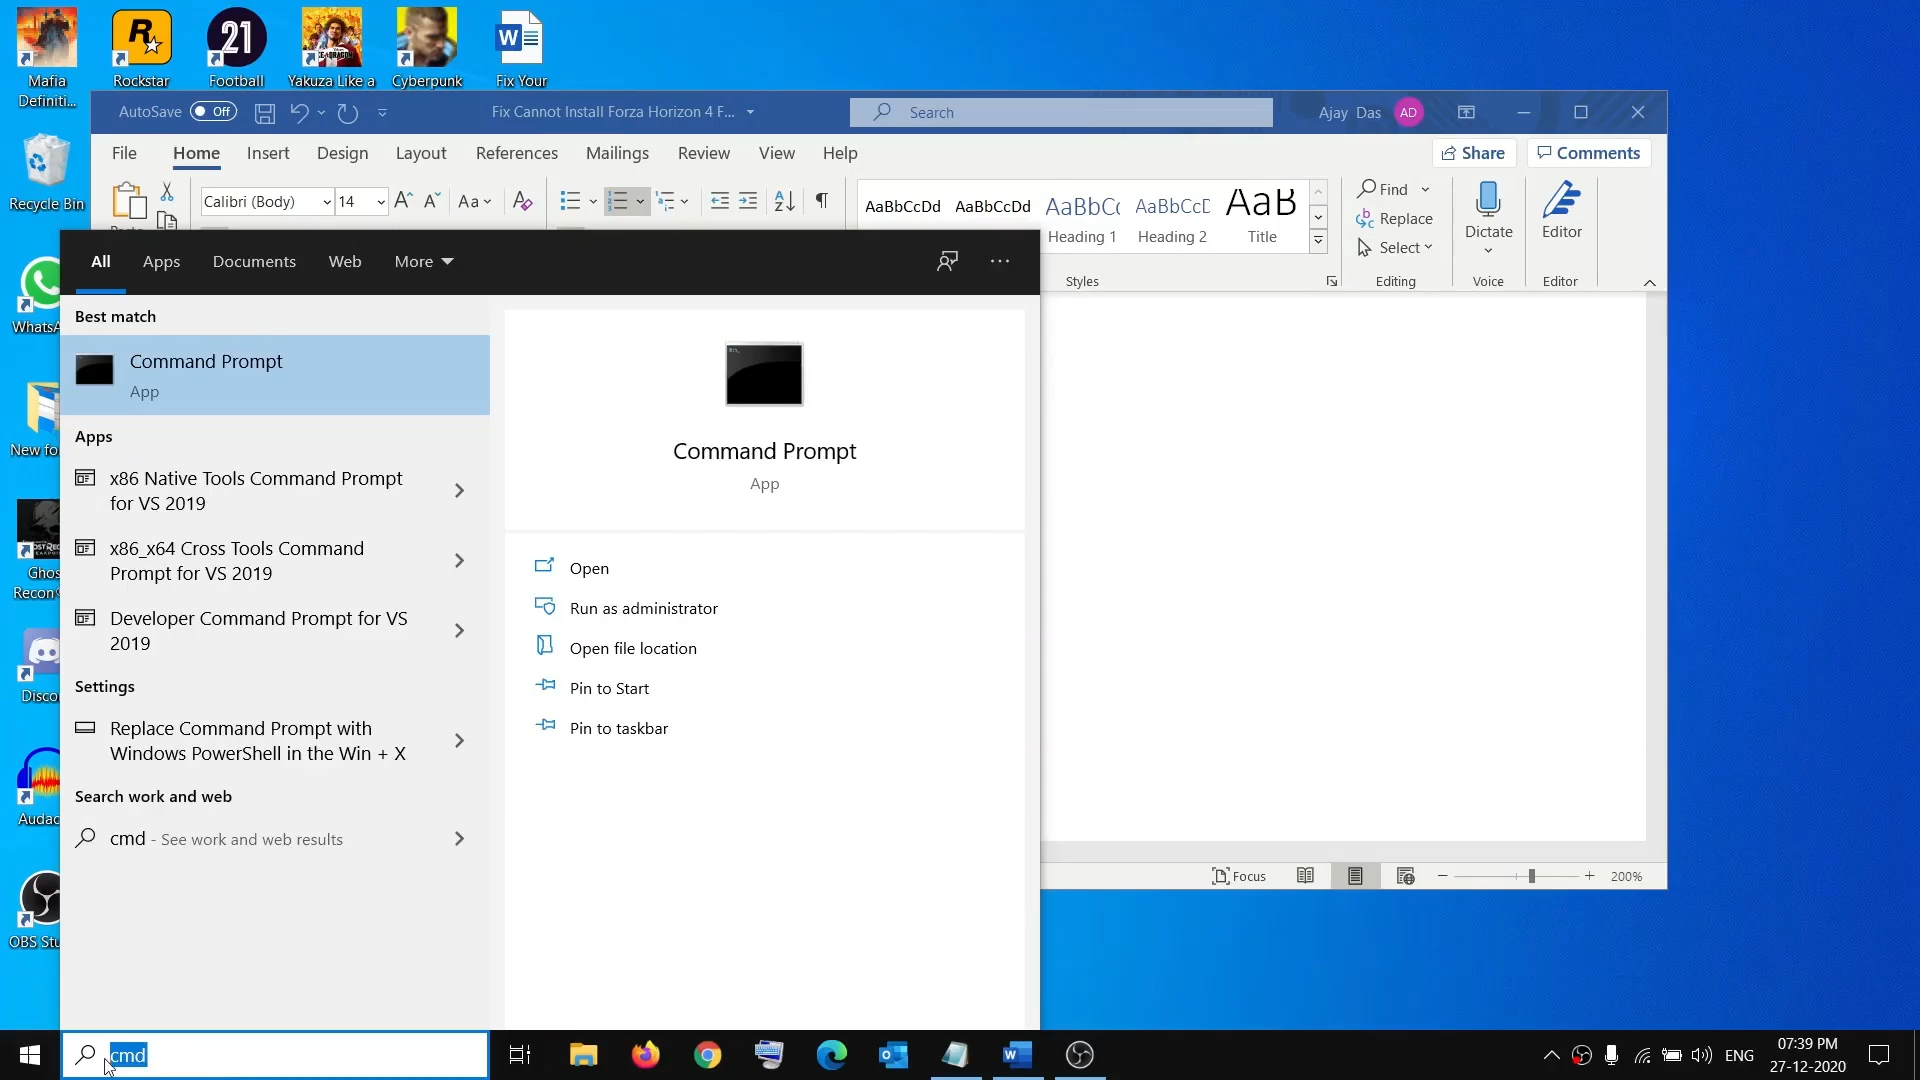 Mafia
Definiti...
Rockstar
21
Football
Yakuza Like a
Cyberpunk
Fix Your
Recycle Bin
AutoSave Off
Fix Cannot Install Forza Horizon 4 F...
Search
Ajay Das AD
File Home Insert Design Layout References Mailings Review View Help
Share Comments
Calibri (Body) 14
AaBbCcDd AaBbCcDd AaBbCc AaBbCcD AaB
Heading 1 Heading 2 Title
Find
Replace
Select
Dictate
Editor
Styles Editing Voice Editor
All Apps Documents Web More
Best match
Command Prompt
App
Apps
x86 Native Tools Command Prompt
for VS 2019
x86_x64 Cross Tools Command
Prompt for VS 2019
Developer Command Prompt for VS
2019
Settings
Replace Command Prompt with
Windows PowerShell in the Win + X
Search work and web
cmd - See work and web results
Command Prompt
App
Open
Run as administrator
Open file location
Pin to Start
Pin to taskbar
WhatsA
New fo
Ghos
Recon
Disco
Audac
OBS Stu
Focus
200%
cmd
ENG
07:39 PM
27-12-2020